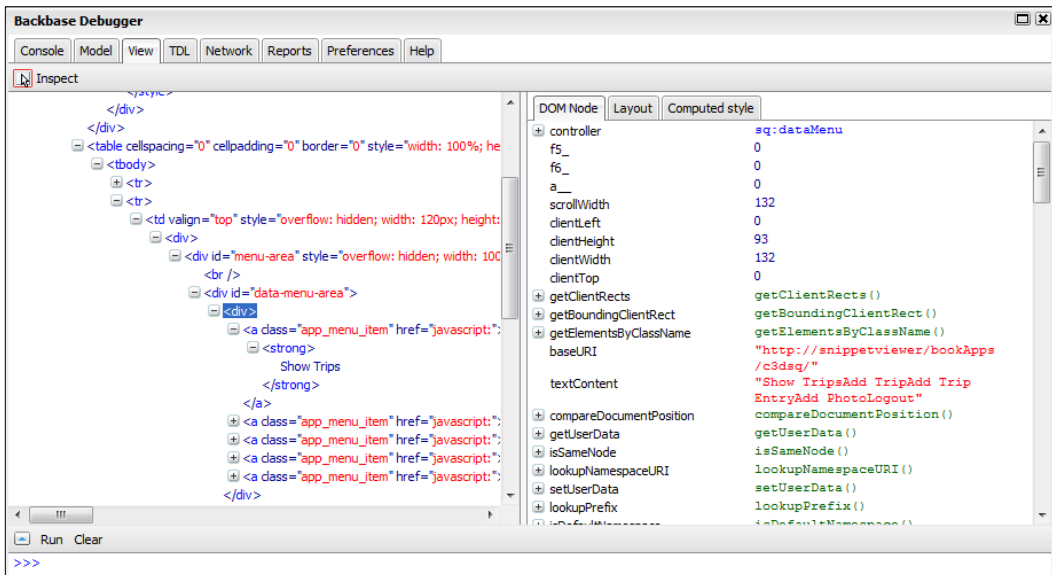 Backbase Debugger
Console Model View TDL Network Reports Preferences Help
Inspect
</style>
</div>
</div>
<table cellspacing="0" cellpadding="0" border="0" style="width: 100%; he
<tbody>
<tr>
<tr>
<td valign="top" style="overflow: hidden; width: 120px; height:
<div>
<div id="menu-area" style="overflow: hidden; width: 100
<br />
<div id="data-menu-area">
<div>
<a class="app_menu_item" href="javascript:">
<strong>
Show Trips
</strong>
</a>
<a class="app_menu_item" href="javascript:">
<a class="app_menu_item" href="javascript:">
<a class="app_menu_item" href="javascript:">
<a class="app_menu_item" href="javascript:">
</div>
DOM Node Layout Computed style
controller sq:dataMenu
f5_ 0
f6_ 0
a__ 0
scrollWidth 132
clientLeft 0
clientHeight 93
clientWidth 132
clientTop 0
getClientRects getClientRects()
getBoundingClientRect getBoundingClientRect()
getElementsByClassName getElementsByClassName()
baseURI "http://snippetviewer/bookApps
/c3dsq/"
textContent "Show TripsAdd TripAdd Trip
EntryAdd PhotoLogout"
compareDocumentPosition compareDocumentPosition()
getUserData getUserData()
isSameNode isSameNode()
lookupNamespaceURI lookupNamespaceURI()
setUserData setUserData()
lookupPrefix lookupPrefix()
isDefaultNamespace isDefaultNamespace()
Run Clear
>>>